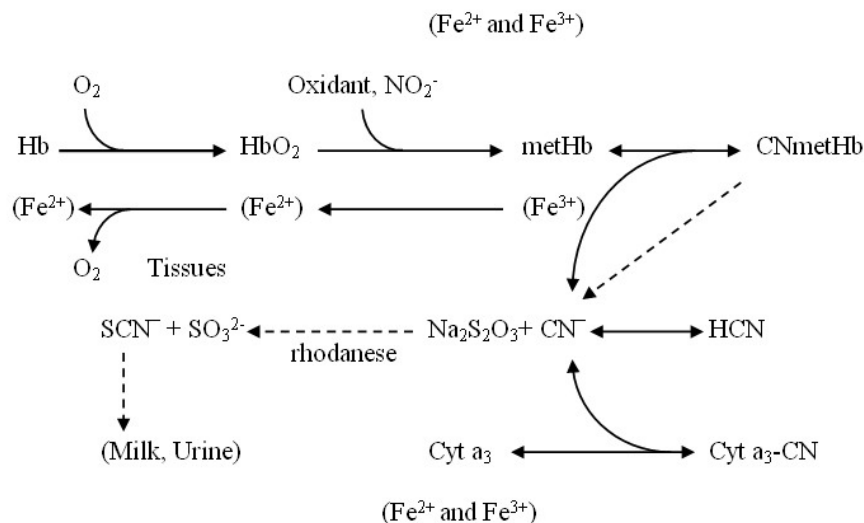 (Fe²⁺ and Fe³⁺)
O₂ Oxidant, NO₂⁻
Hb HbO₂ metHb CNmetHb
(Fe²⁺) (Fe²⁺) (Fe³⁺)
O₂ Tissues
SCN⁻ + SO₃²⁻ Na₂S₂O₃+ CN⁻ HCN
rhodanese
(Milk, Urine) Cyt a₃ Cyt a₃-CN
(Fe²⁺ and Fe³⁺)